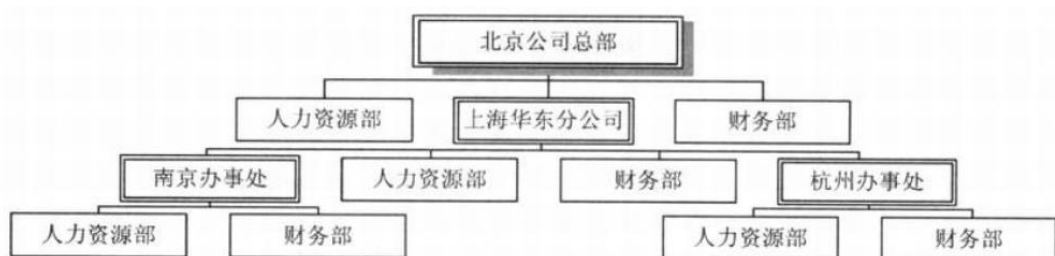 北京公司总部
人力资源部
上海华东分公司
财务部
南京办事处
人力资源部
财务部
杭州办事处
人力资源部
财务部
人力资源部
财务部